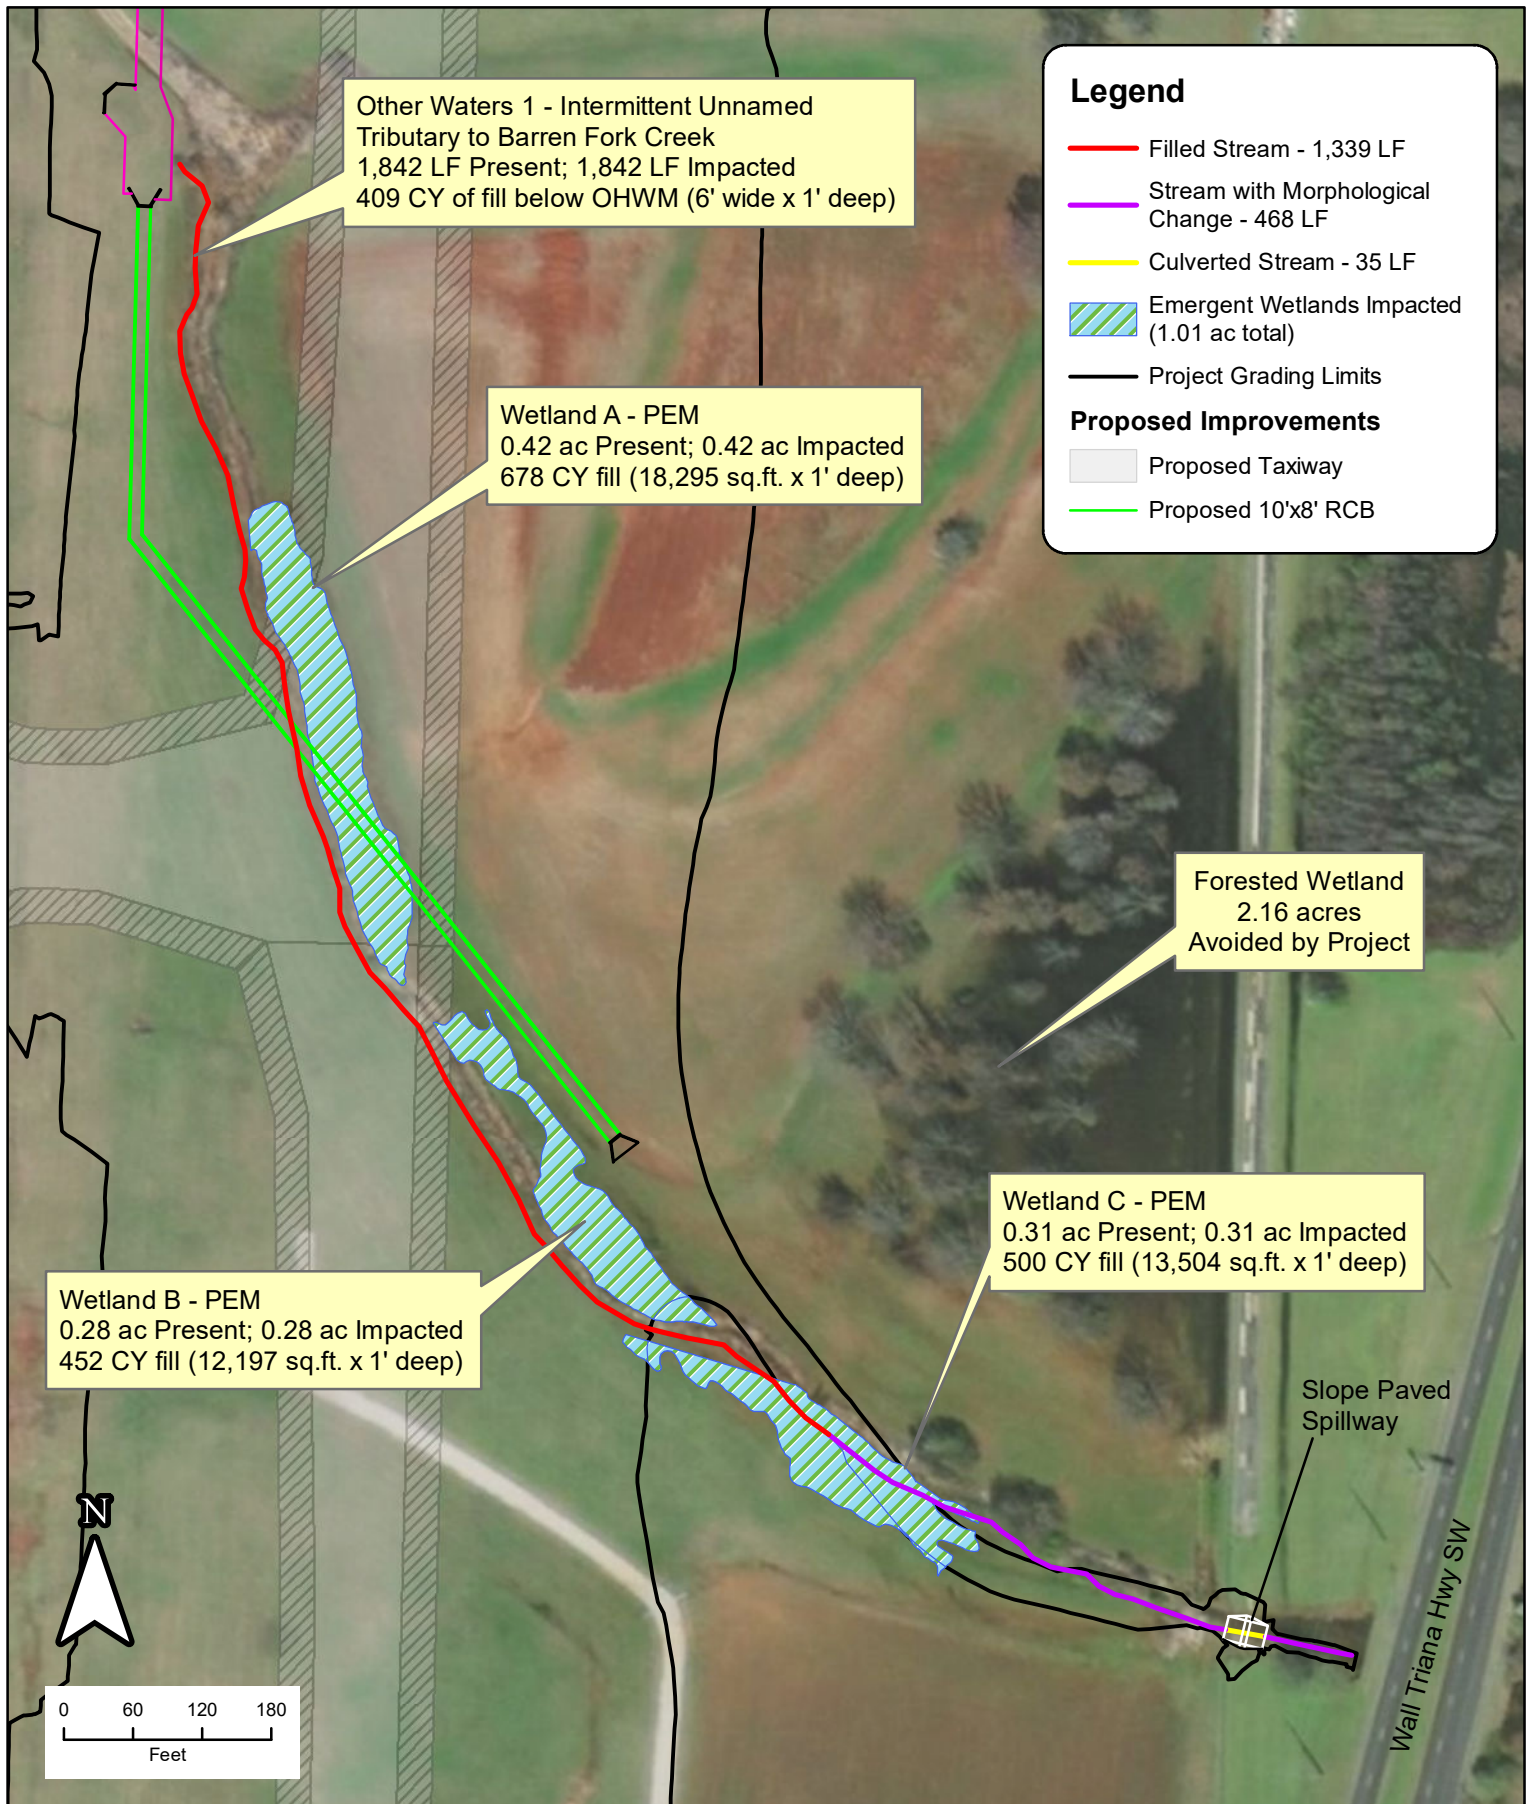 Other Waters 1 - Intermittent Unnamed
Tributary to Barren Fork Creek
1,842 LF Present; 1,842 LF Impacted
409 CY of fill below OHWM (6' wide x 1' deep)
Legend
Filled Stream - 1,339 LF
Stream with Morphological
Change - 468 LF
Culverted Stream - 35 LF
Emergent Wetlands Impacted
(1.01 ac total)
Project Grading Limits
Proposed Improvements
Proposed Taxiway
Proposed 10'x8' RCB
Wetland A - PEM
0.42 ac Present; 0.42 ac Impacted
678 CY fill (18,295 sq.ft. x 1' deep)
Forested Wetland
2.16 acres
Avoided by Project
Wetland C - PEM
0.31 ac Present; 0.31 ac Impacted
500 CY fill (13,504 sq.ft. x 1' deep)
Wetland B - PEM
0.28 ac Present; 0.28 ac Impacted
452 CY fill (12,197 sq.ft. x 1' deep)
Slope Paved
Spillway
Wall Triana Hwy SW
N
0 60 120 180
Feet